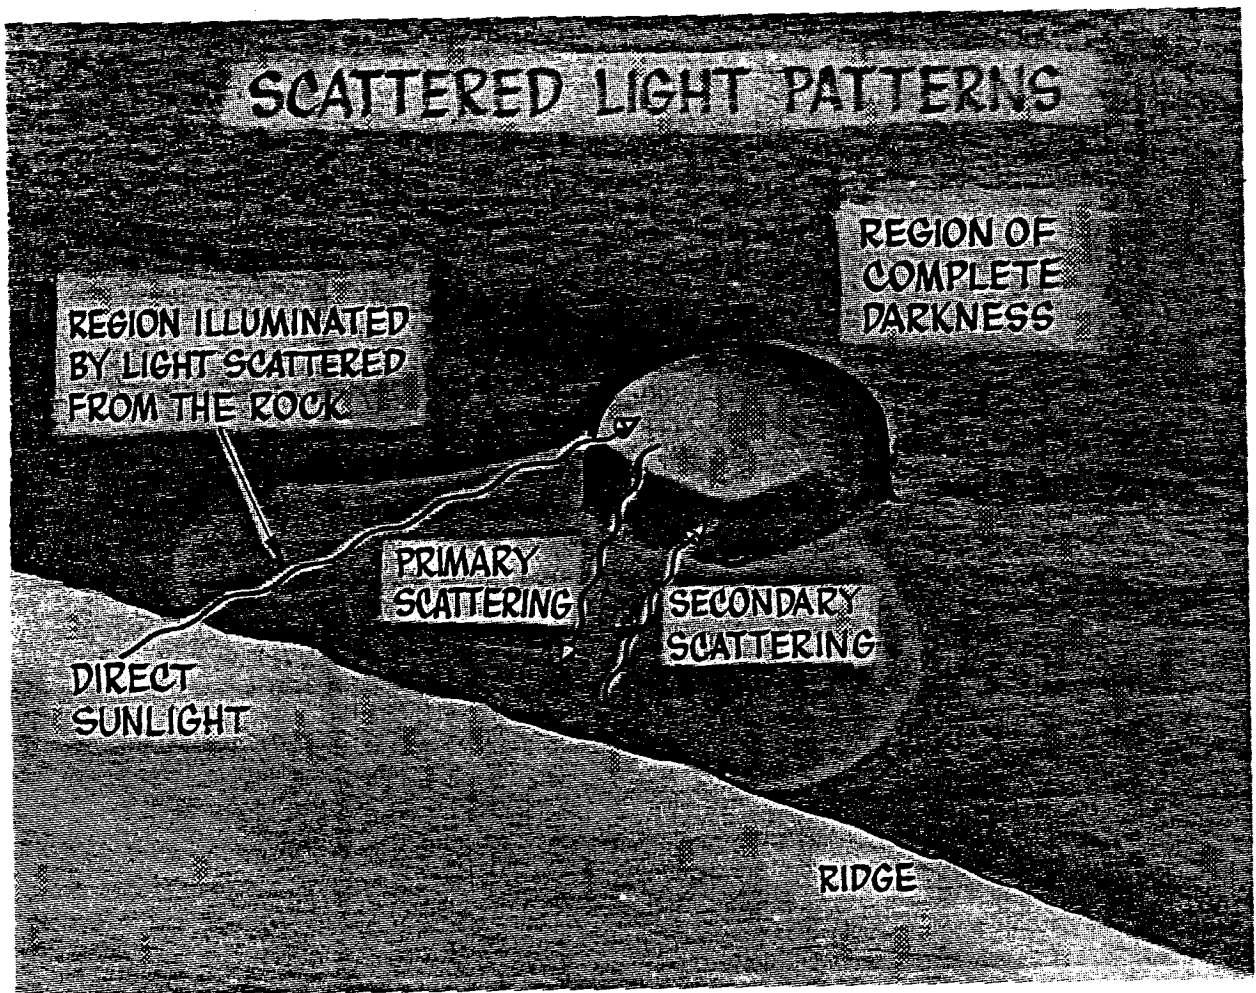 SCATTERED LIGHT PATTERNS
REGION OF
COMPLETE
DARKNESS
REGION ILLUMINATED
BY LIGHT SCATTERED
FROM THE ROCK
PRIMARY
SCATTERING
SECONDARY
SCATTERING
DIRECT
SUNLIGHT
RIDGE